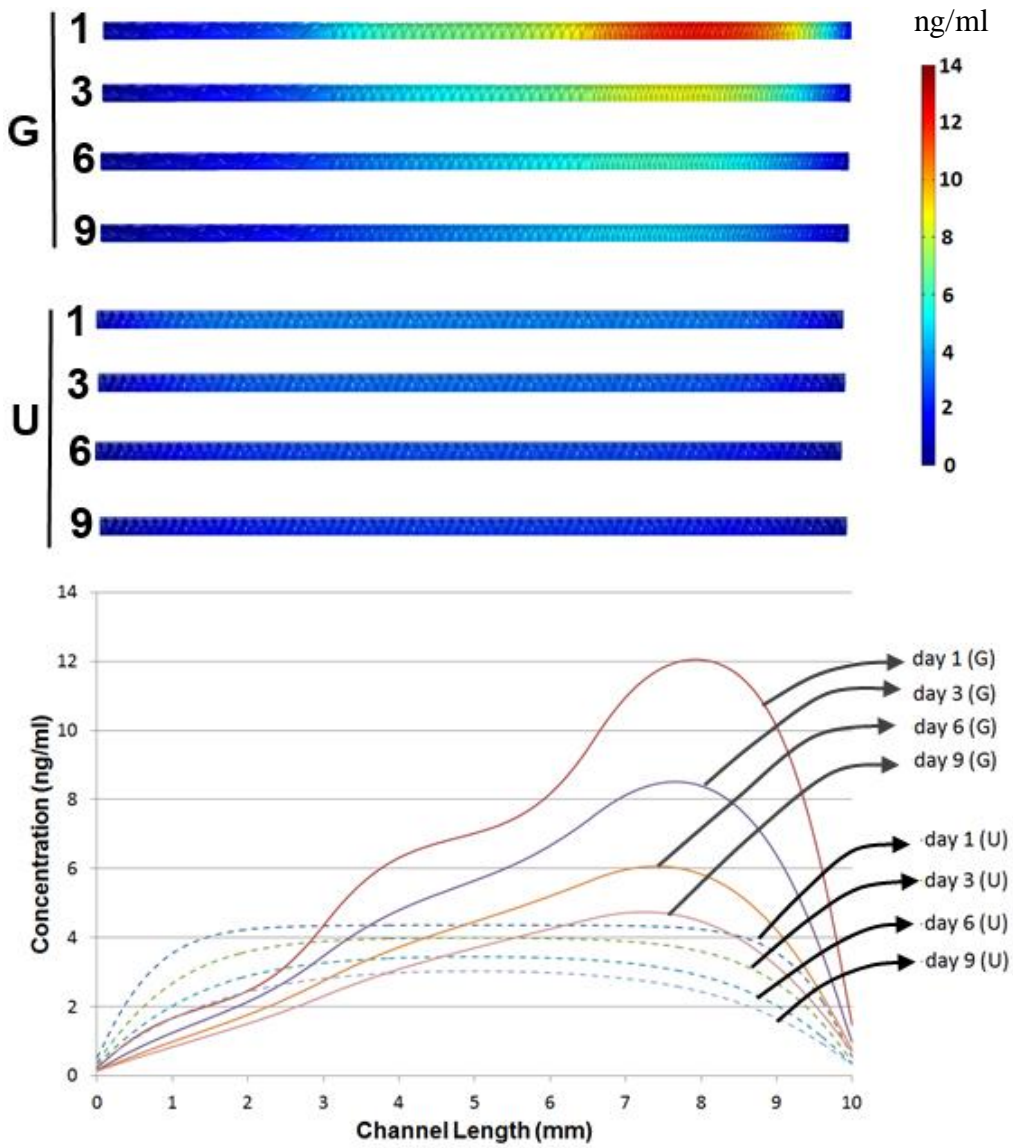 ng/ml
G
1
3
6
9
14
12
10
8
6
4
2
0
U
1
3
6
9
Concentration (ng/ml)
14
12
10
8
6
4
2
0
day 1 (G)
day 3 (G)
day 6 (G)
day 9 (G)
day 1 (U)
day 3 (U)
day 6 (U)
day 9 (U)
0 1 2 3 4 5 6 7 8 9 10
Channel Length (mm)